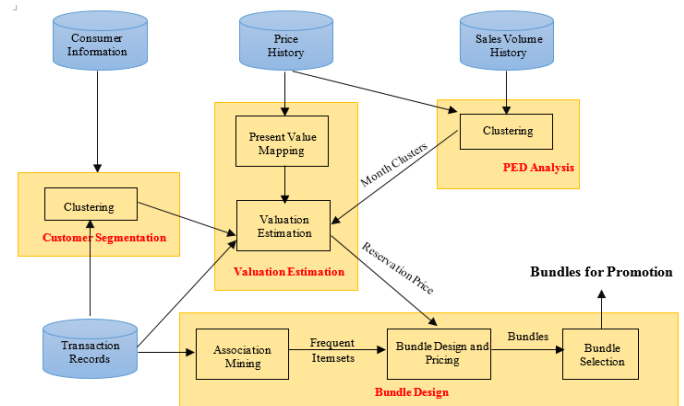 Consumer
Information
Price
History
Sales Volume
History
Present Value
Mapping
Clustering
PED Analysis
Month Clusters
Clustering
Customer Segmentation
Valuation
Estimation
Valuation Estimation
Reservation Price
Bundles for Promotion
Transaction
Records
Association
Mining
Frequent
Itemsets
Bundle Design and
Pricing
Bundles
Bundle
Selection
Bundle Design